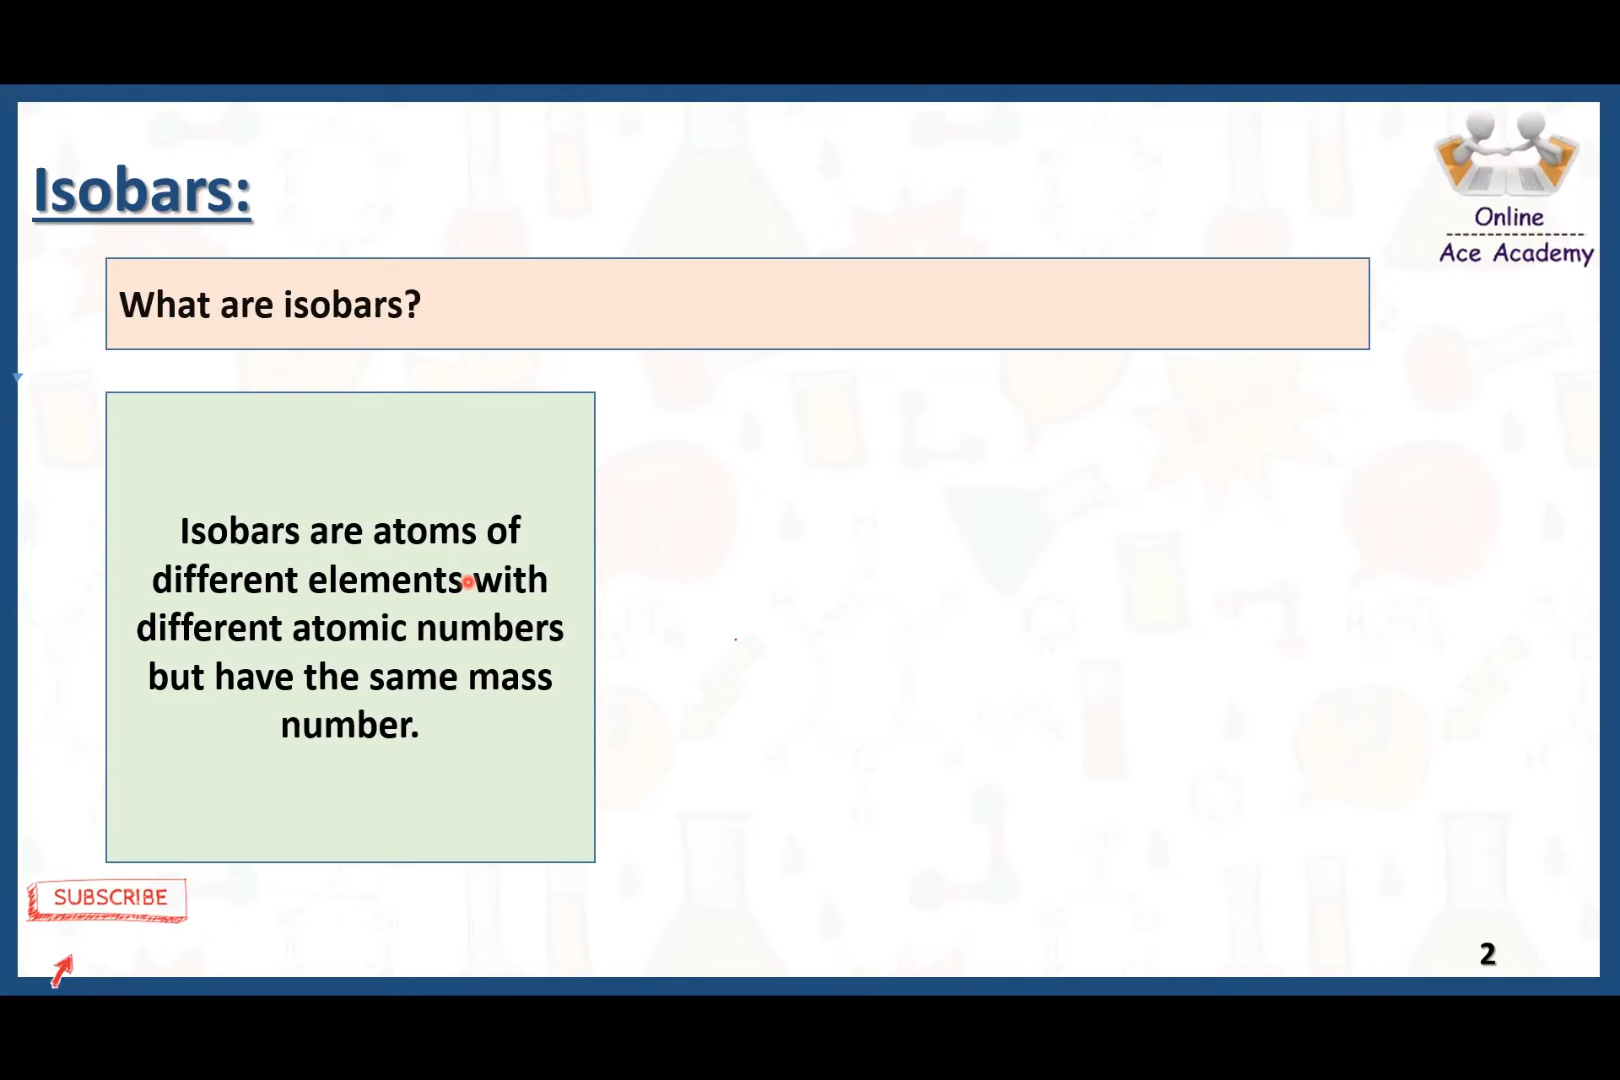 Isobars:
Online
Ace Academy
What are isobars?
Isobars are atoms of
different elements with
different atomic numbers
but have the same mass
number.
SUBSCRIBE
2